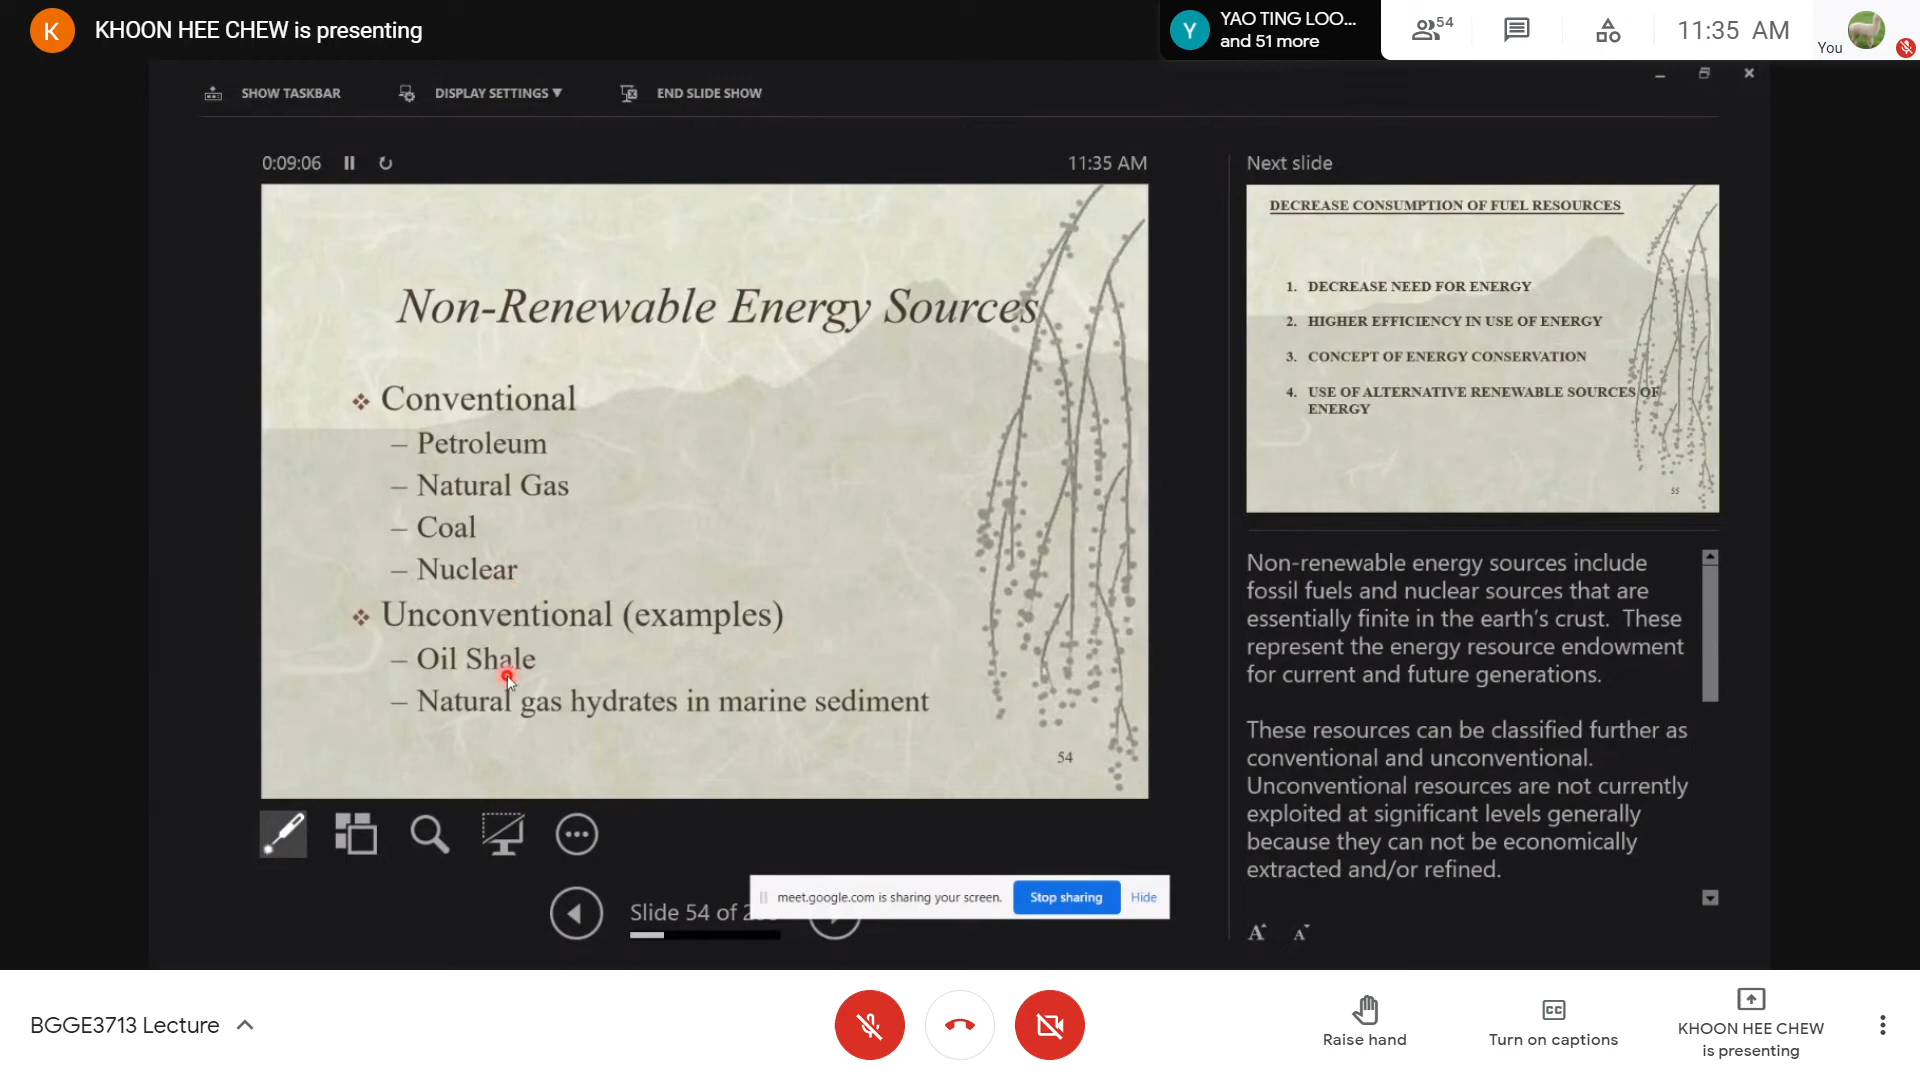 K
KHOON HEE CHEW is presenting
Y
YAO TING LOO...
and 51 more
54
11:35 AM
You
SHOW TASKBAR
DISPLAY SETTINGS ▼
END SLIDE SHOW
0:09:06
11:35 AM
Non-Renewable Energy Sources
❖ Conventional
– Petroleum
– Natural Gas
– Coal
– Nuclear
❖ Unconventional (examples)
– Oil Shale
– Natural gas hydrates in marine sediment
54
Next slide
DECREASE CONSUMPTION OF FUEL RESOURCES
1. DECREASE NEED FOR ENERGY
2. HIGHER EFFICIENCY IN USE OF ENERGY
3. CONCEPT OF ENERGY CONSERVATION
4. USE OF ALTERNATIVE RENEWABLE SOURCES OF
ENERGY
55
Non-renewable energy sources include
fossil fuels and nuclear sources that are
essentially finite in the earth's crust. These
represent the energy resource endowment
for current and future generations.
These resources can be classified further as
conventional and unconventional.
Unconventional resources are not currently
exploited at significant levels generally
because they can not be economically
extracted and/or refined.
A A
Slide 54 of
meet.google.com is sharing your screen.
Stop sharing
Hide
BGGE3713 Lecture
Raise hand
CC
Turn on captions
KHOON HEE CHEW
is presenting